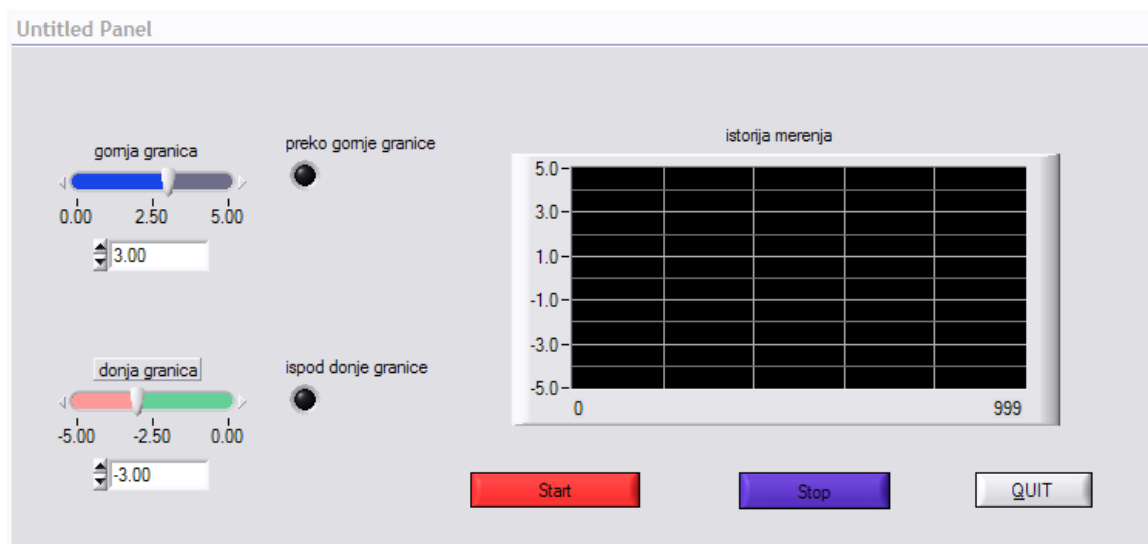 Untitled Panel
gornja granica
0.00 2.50 5.00
3.00
preko gornje granice
istorija merenja
5.0
3.0
1.0
-1.0
-3.0
-5.0
0 999
donja granica
-5.00 -2.50 0.00
-3.00
ispod donje granice
Start
Stop
QUIT